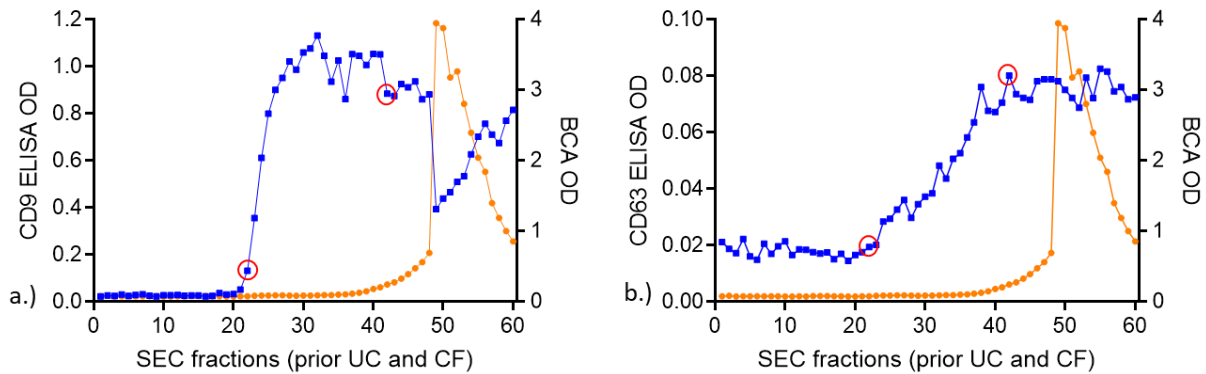 1.2
1.0
0.8
0.6
0.4
0.2
0.0
CD9 ELISA OD
4
3
2
1
0
BCA OD
a.)
0 10 20 30 40 50 60
SEC fractions (prior UC and CF)
0.10
0.08
0.06
0.04
0.02
0.00
CD63 ELISA OD
4
3
2
1
0
BCA OD
b.)
0 10 20 30 40 50 60
SEC fractions (prior UC and CF)